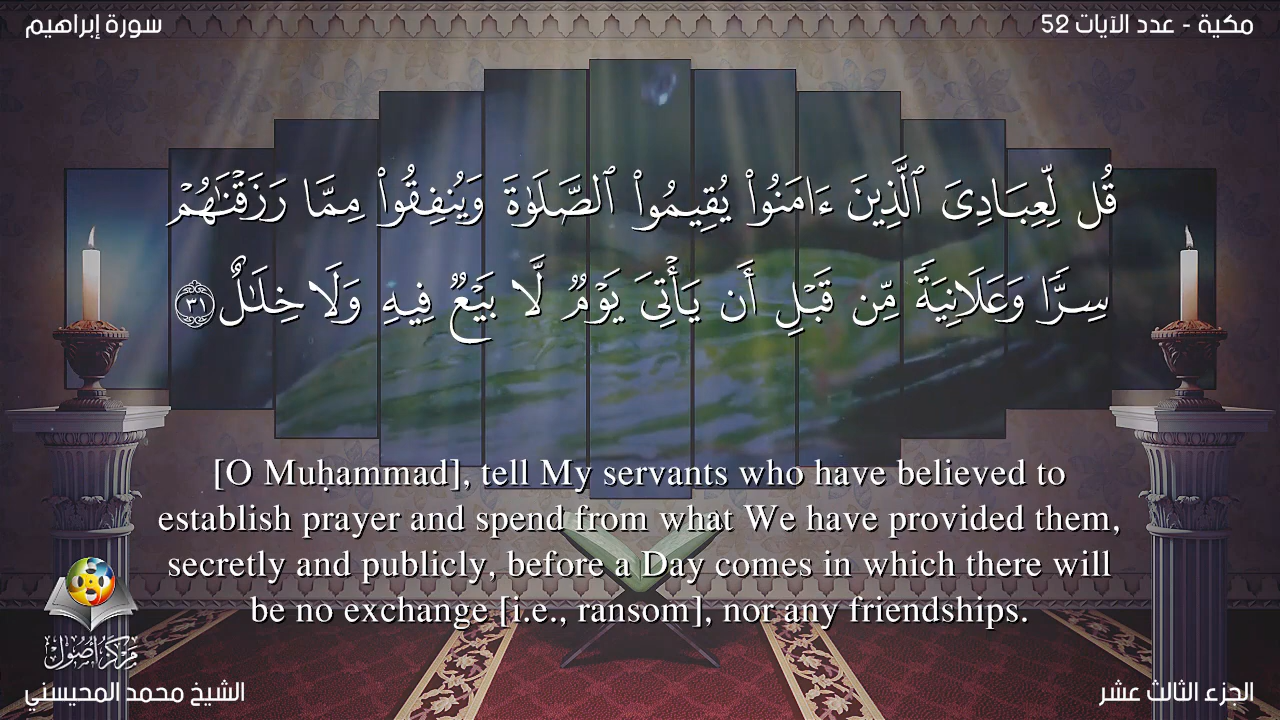 سورة إبراهيم
مكية - عدد الآيات 52
قُل لِّعِبَادِىَ ٱلَّذِينَ ءَامَنُوا۟ يُقِيمُوا۟ ٱلصَّلَوٰةَ وَيُنفِقُوا۟ مِمَّا رَزَقْنَـٰهُمْ
سِرًّا وَعَلَانِيَةً مِّن قَبْلِ أَن يَأْتِىَ يَوْمٌ لَّا بَيْعٌ فِيهِ وَلَا خِلَـٰلٌ ٣١
[O Muḥammad], tell My servants who have believed to
establish prayer and spend from what We have provided them,
secretly and publicly, before a Day comes in which there will
be no exchange [i.e., ransom], nor any friendships.
مركز أصول
الشيخ محمد المحيسني
الجزء الثالث عشر